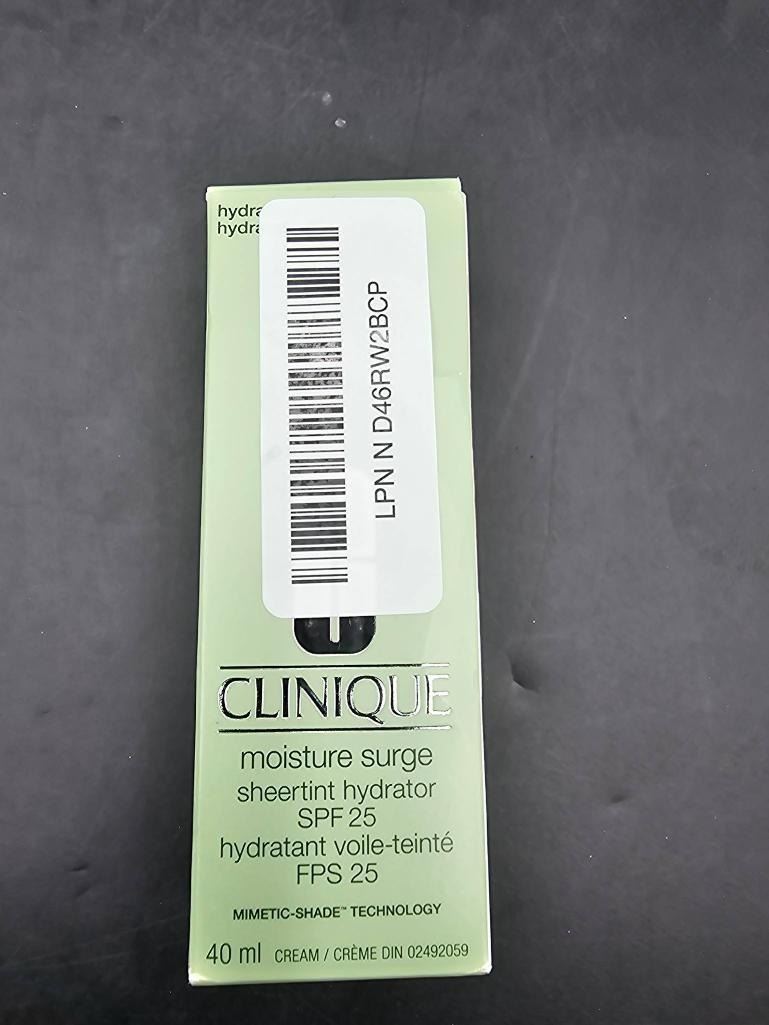 LPN N D46RW2BCP
CLINIQUE
moisture surge
sheertint hydrator
SPF 25
hydratant voile-teinté
FPS 25
MIMETIC-SHADE™ TECHNOLOGY
40 ml CREAM / CRÈME DIN 02492059